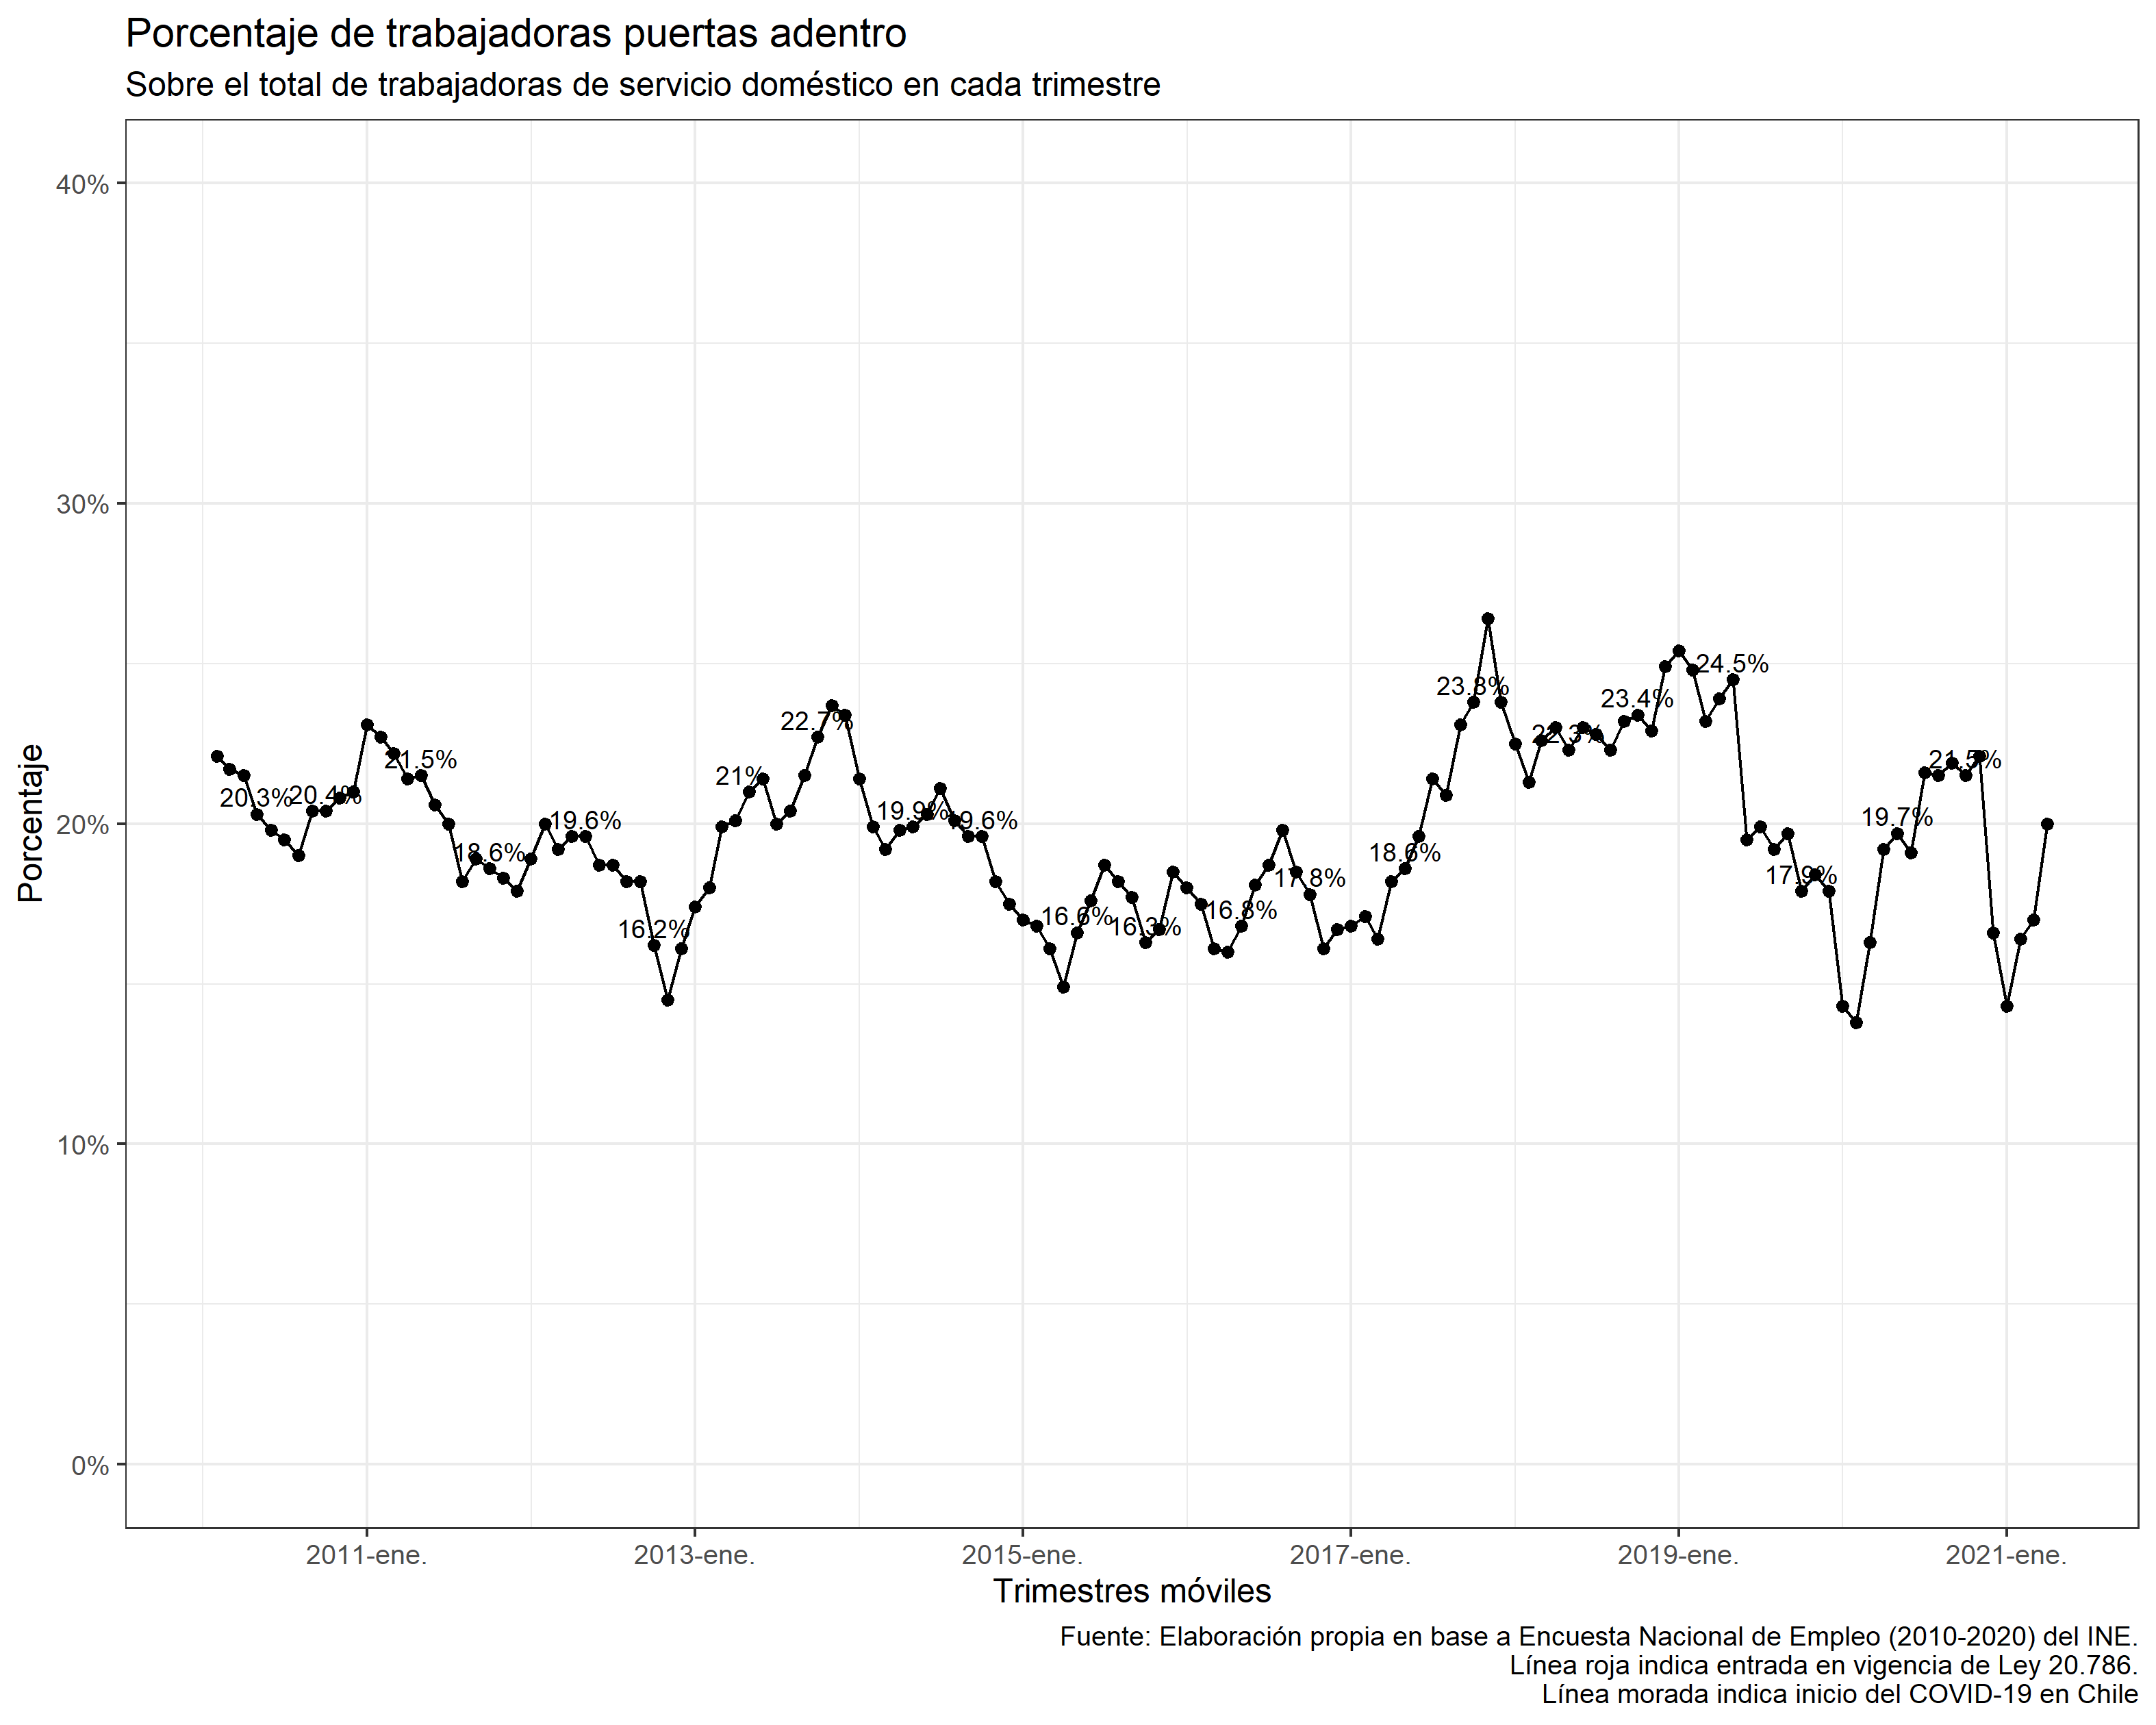 Porcentaje de trabajadoras puertas adentro
Sobre el total de trabajadoras de servicio doméstico en cada trimestre
Porcentaje
40%
30%
20%
10%
0%
20.3%
20.4%
21.5%
18.6%
19.6%
16.2%
21%
22.7%
19.9%
19.6%
16.6%
16.3%
16.8%
17.8%
18.6%
23.8%
22.3%
23.4%
24.5%
17.9%
19.7%
21.5%
2011-ene.
2013-ene.
2015-ene.
2017-ene.
2019-ene.
2021-ene.
Trimestres móviles
Fuente: Elaboración propia en base a Encuesta Nacional de Empleo (2010-2020) del INE.
Línea roja indica entrada en vigencia de Ley 20.786.
Línea morada indica inicio del COVID-19 en Chile